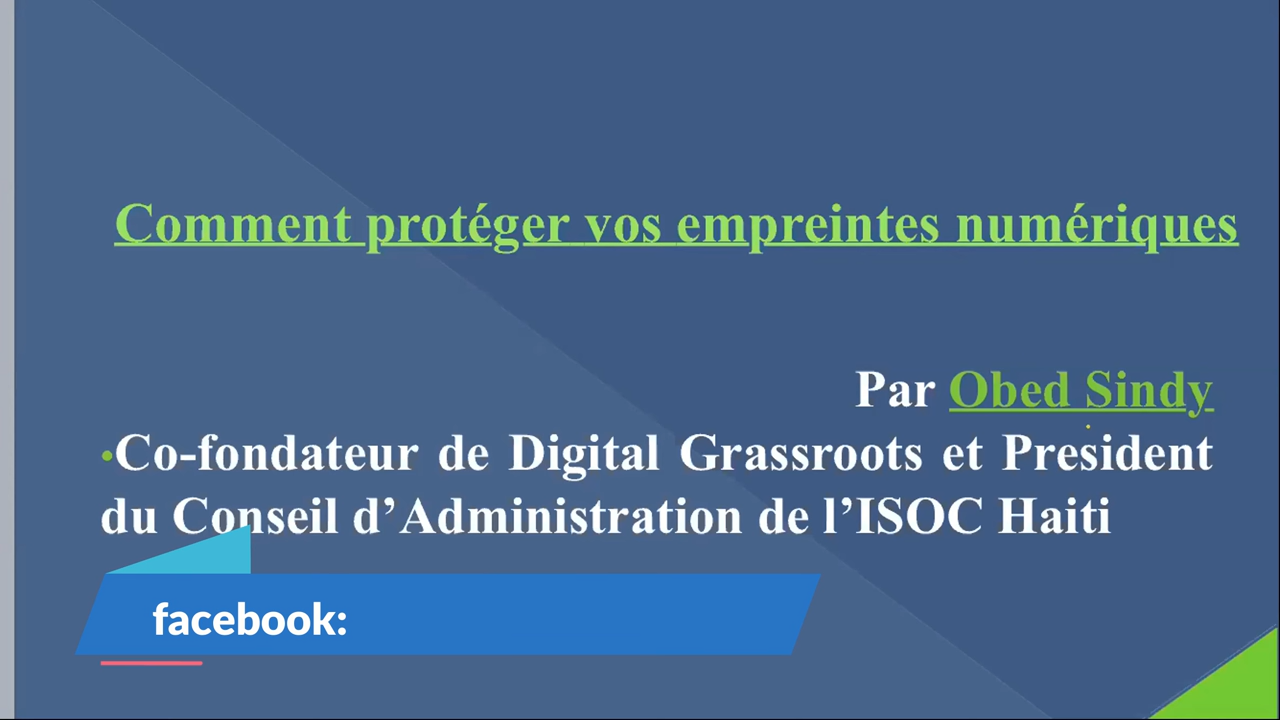 Comment protéger vos empreintes numériques
Par Obed Sindy
•Co-fondateur de Digital Grassroots et President
du Conseil d’Administration de l’ISOC Haiti
facebook: